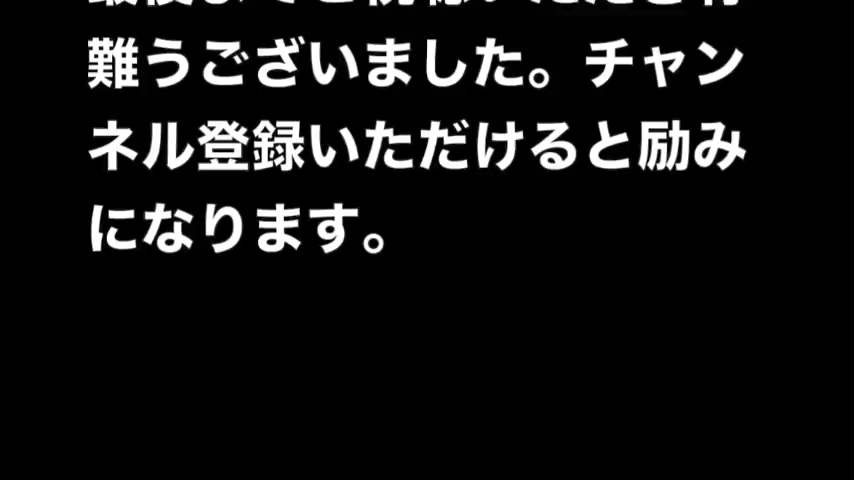 難うございました。チャン
ネル登録いただけると励み
になります。